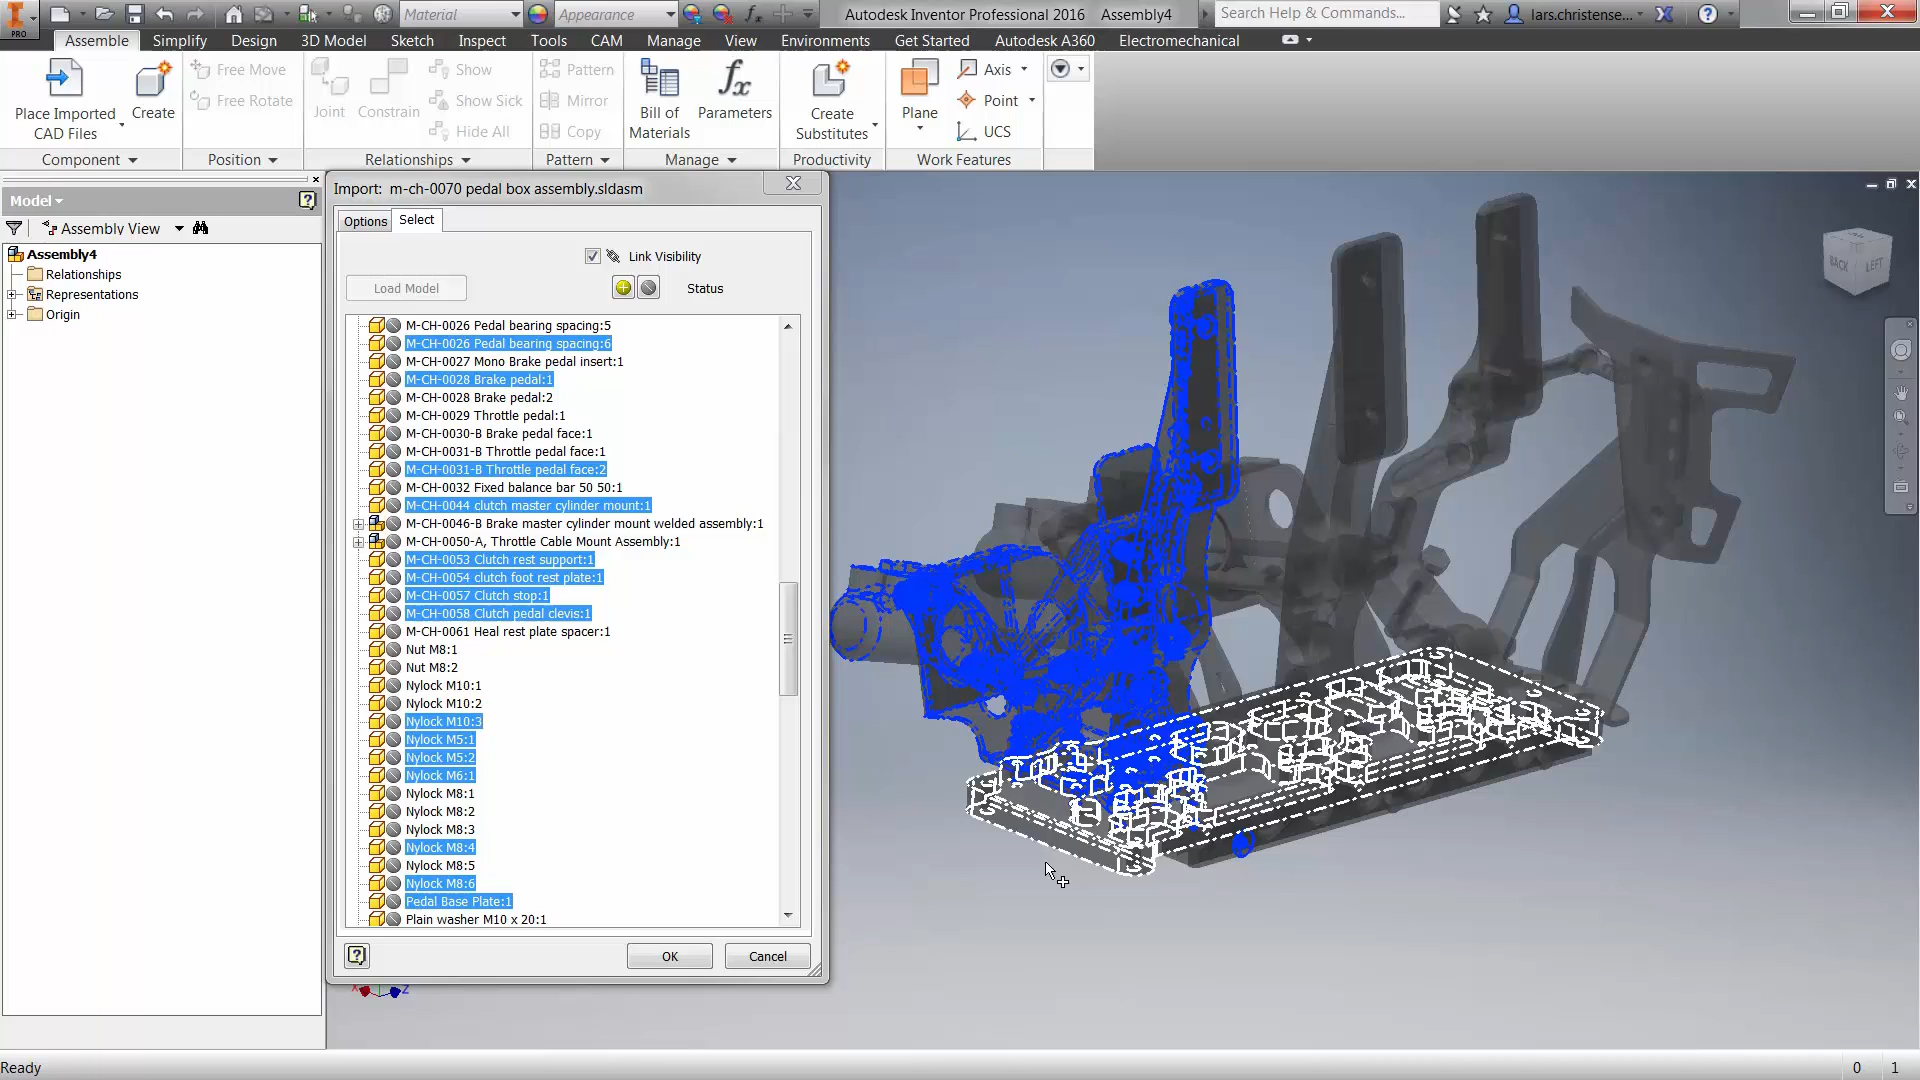 Material
Appearance
Autodesk Inventor Professional 2016 Assembly4
Search Help & Commands...
lars.christense...
PRO
Assemble Simplify Design 3D Model Sketch Inspect Tools CAM Manage View Environments Get Started Autodesk A360 Electromechanical
Place Imported CAD Files
Create
Free Move
Free Rotate
Joint
Constrain
Show
Show Sick
Hide All
Pattern
Mirror
Copy
Bill of Materials
Parameters
Create Substitutes
Plane
Axis
Point
UCS
Component Position Relationships Pattern Manage Productivity Work Features
Model
Assembly View
Assembly4
Relationships
Representations
Origin
Import: m-ch-0070 pedal box assembly.sldasm
Options Select
Link Visibility
Load Model
Status
M-CH-0026 Pedal bearing spacing:5
M-CH-0026 Pedal bearing spacing:6
M-CH-0027 Mono Brake pedal insert:1
M-CH-0028 Brake pedal:1
M-CH-0028 Brake pedal:2
M-CH-0029 Throttle pedal:1
M-CH-0030-B Brake pedal face:1
M-CH-0031-B Throttle pedal face:1
M-CH-0031-B Throttle pedal face:2
M-CH-0032 Fixed balance bar 50 50:1
M-CH-0044 clutch master cylinder mount:1
M-CH-0046-B Brake master cylinder mount welded assembly:1
M-CH-0050-A, Throttle Cable Mount Assembly:1
M-CH-0053 Clutch rest support:1
M-CH-0054 clutch foot rest plate:1
M-CH-0057 Clutch stop:1
M-CH-0058 Clutch pedal clevis:1
M-CH-0061 Heal rest plate spacer:1
Nut M8:1
Nut M8:2
Nylock M10:1
Nylock M10:2
Nylock M10:3
Nylock M5:1
Nylock M5:2
Nylock M6:1
Nylock M8:1
Nylock M8:2
Nylock M8:3
Nylock M8:4
Nylock M8:5
Nylock M8:6
Pedal Base Plate:1
Plain washer M10 x 20:1
OK
Cancel
BACK LEFT
X Z
Ready
0 1